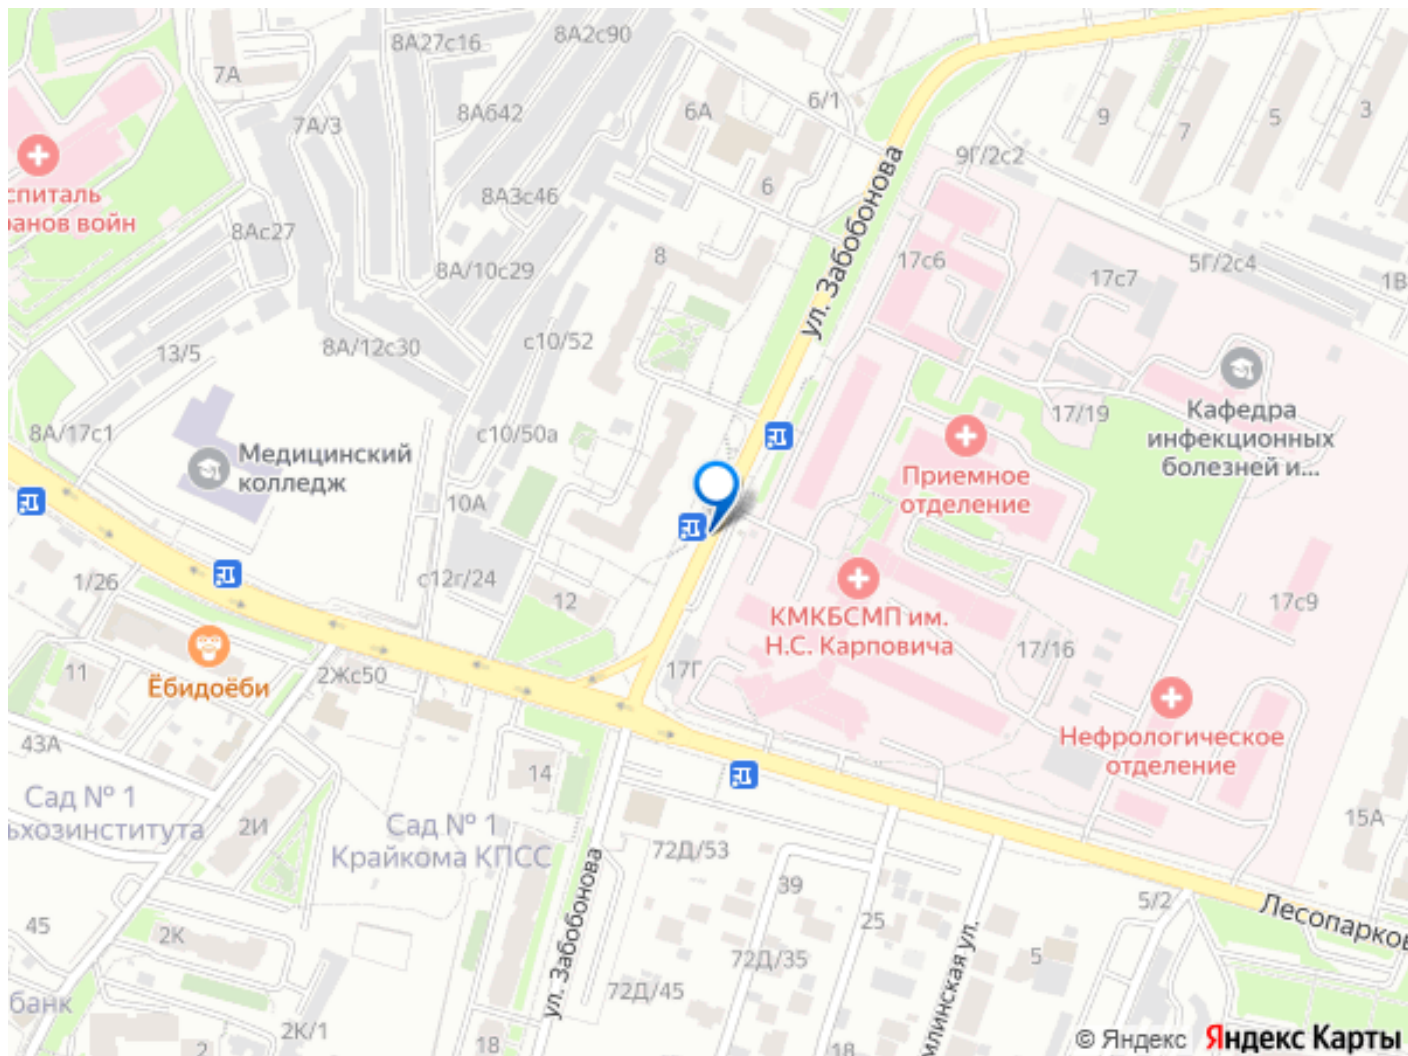 8А27с16
8А2с90
7А
8Аб42
6А
6/1
7А/3
9
7
5
3
9Г/2с2
8А3с46
6
спиталь
ранов войн
8Ас27
ул. Забобонова
8А/10с29
8
17с6
17с7
5Г/2с4
1В
13/5
8А/12с30
с10/52
17/19
Кафедра
инфекционных
болезней и...
8А/17с1
с10/50а
Медицинский
колледж
Приемное
отделение
10А
1/26
с12г/24
12
КМКБСМП им.
Н.С. Карповича
17с9
17/16
17Г
11
2Жс50
Ёбидоёби
43А
Нефрологическое
отделение
14
Сад № 1
ьхозинститута
2И
Сад № 1
Крайкома КПСС
72Д/53
15А
39
ул. Забобонова
25
5/2
Лесопарков
45
2К
72Д/35
5
млинская ул.
72Д/45
банк
2К/1
2
18
18
© Яндекс Яндекс Карты